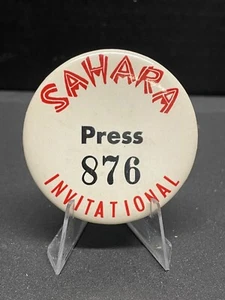 SAHARA
Press
876
INVITATIONAL